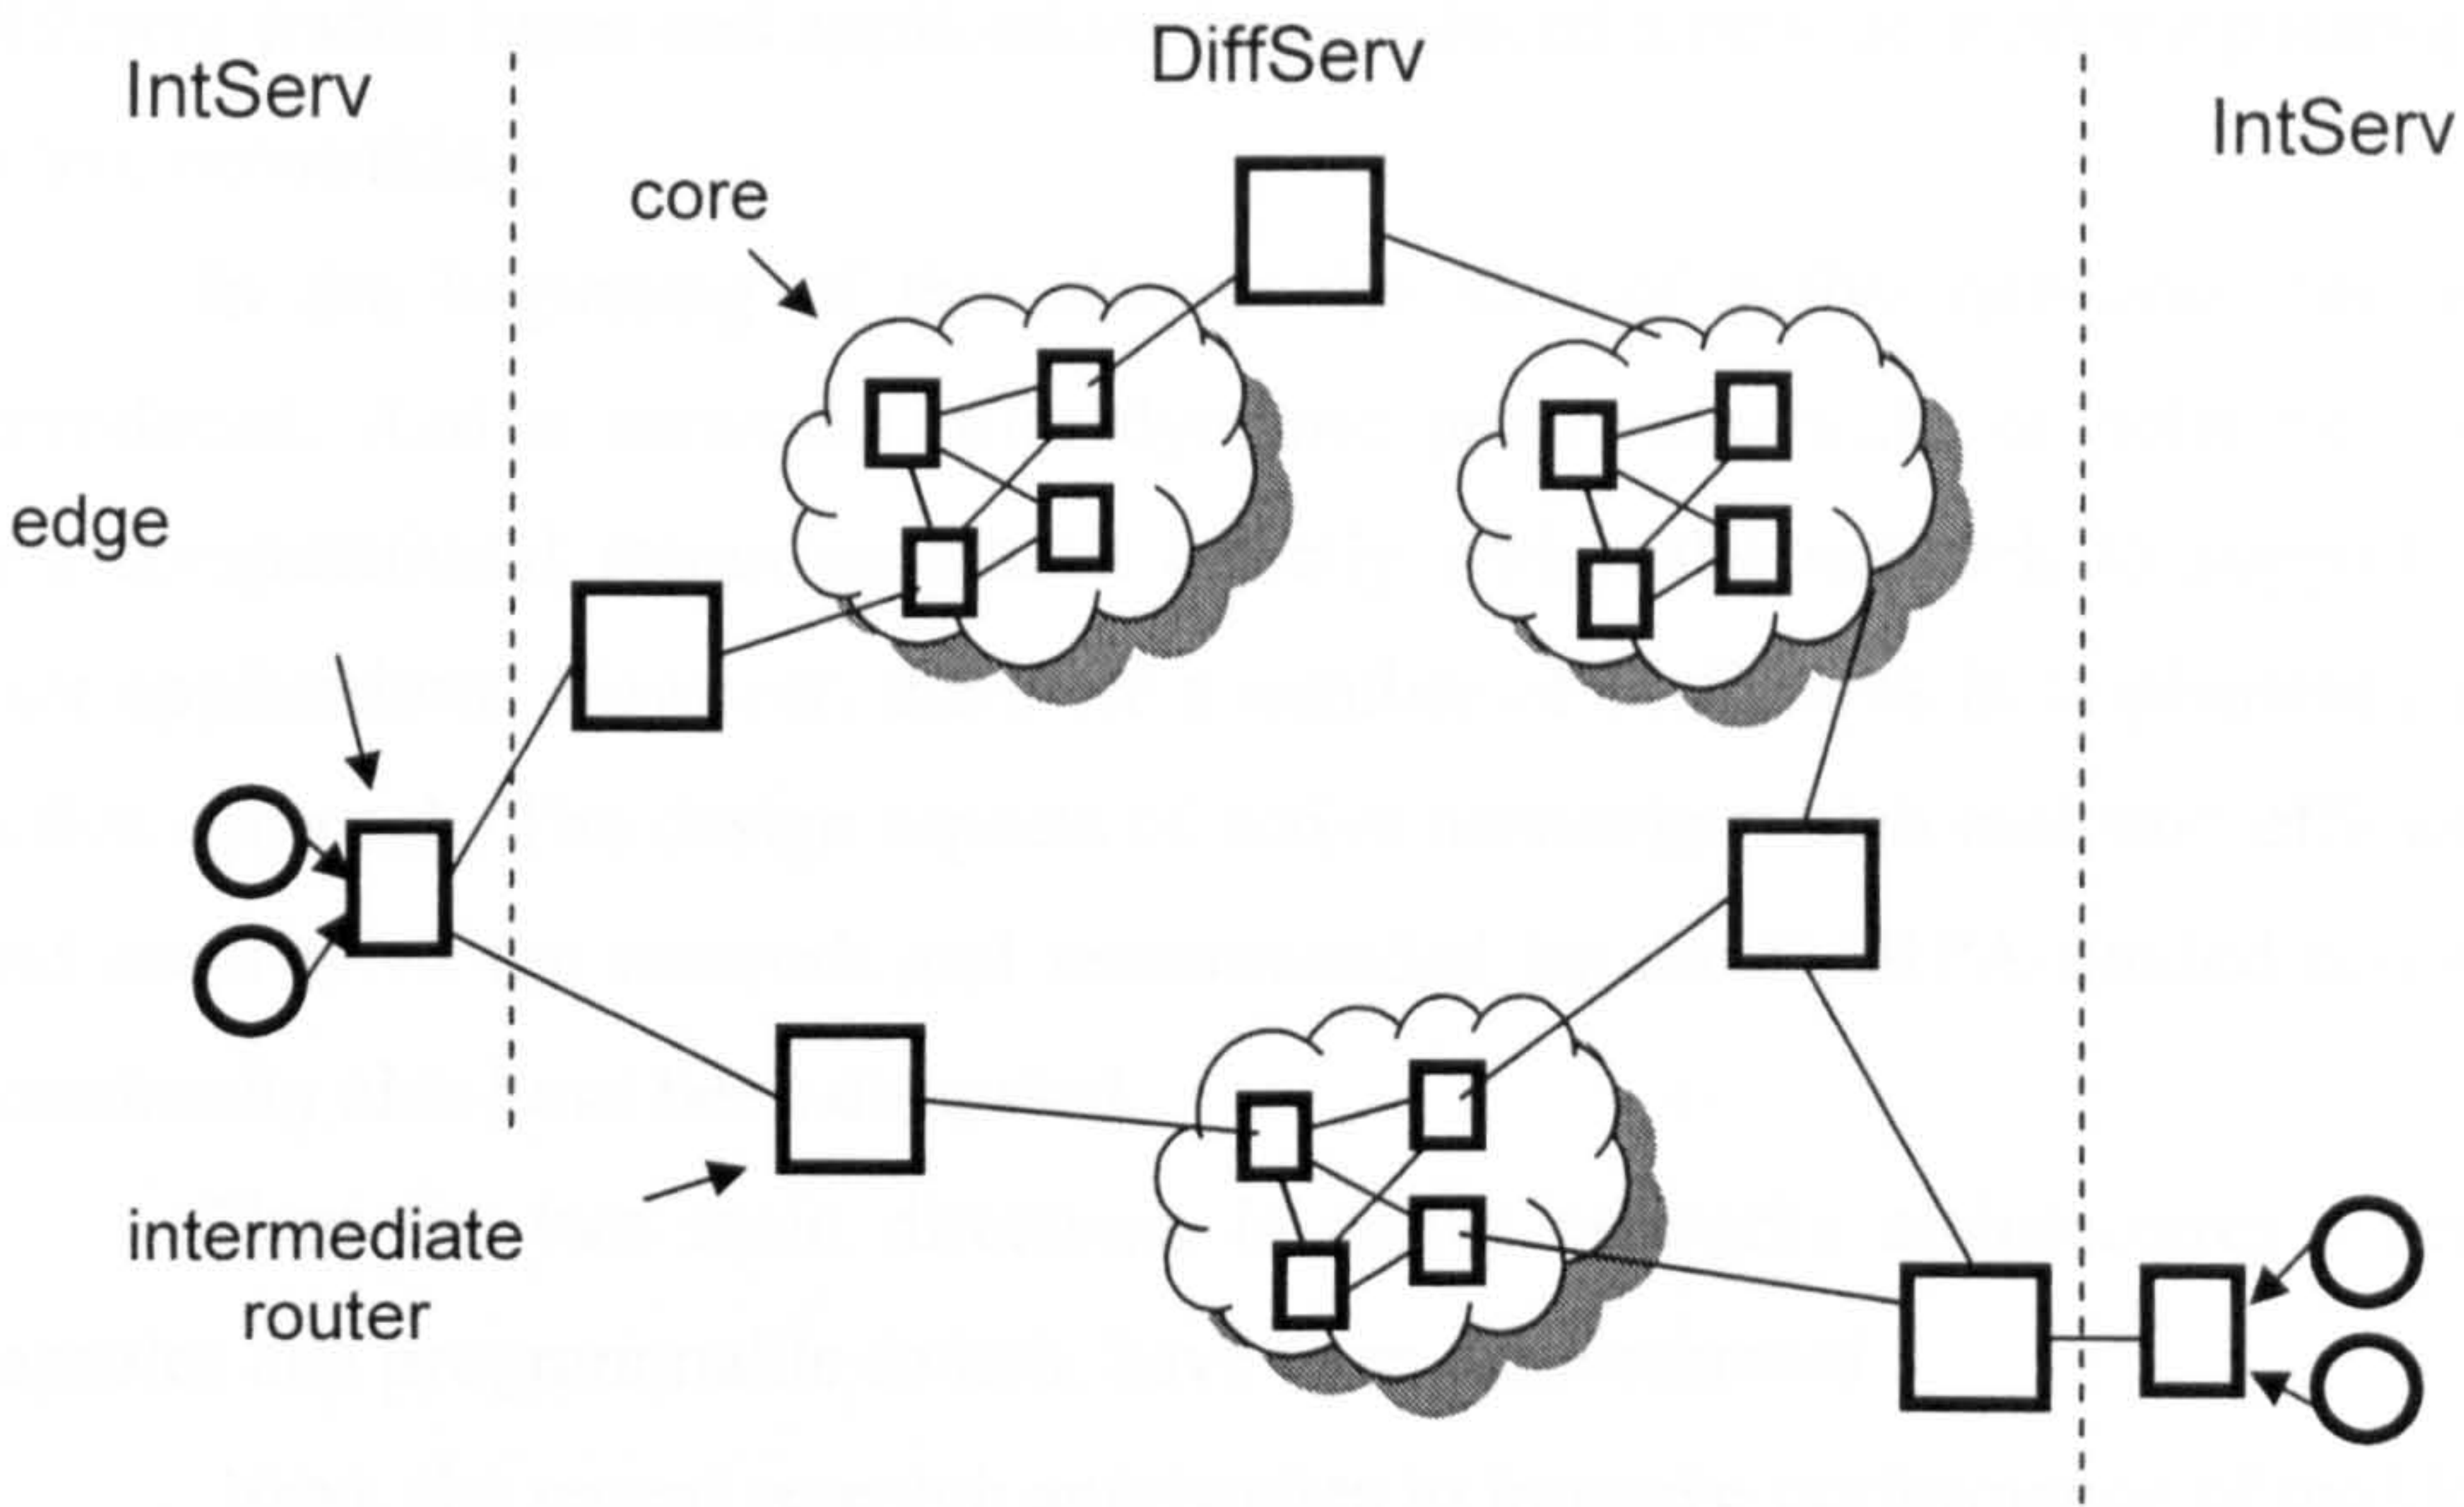 DiffServ
IntServ
IntServ
core
edge
intermediate
router